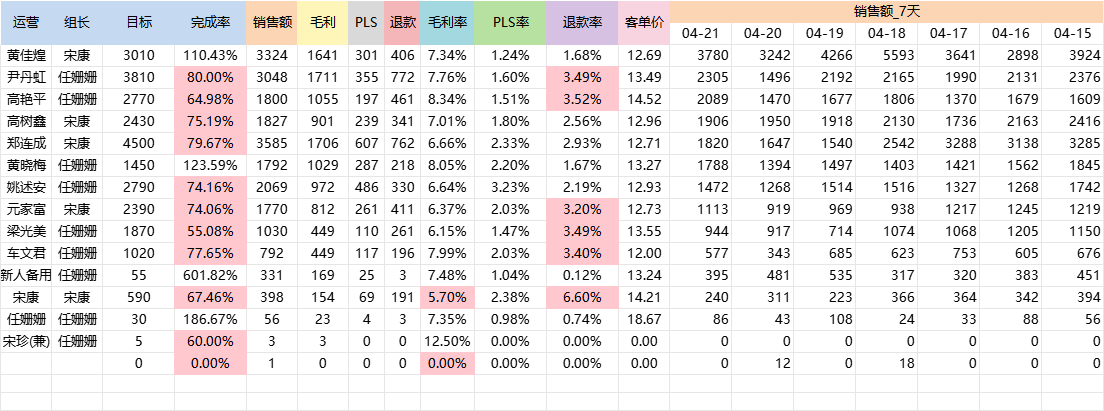 运营 组长 目标 完成率 销售额 毛利 PLS 退款 毛利率 PLS率 退款率 客单价 销售额_7天
04-21 04-20 04-19 04-18 04-17 04-16 04-15
黄佳煌 宋康 3010 110.43% 3324 1641 301 406 7.34% 1.24% 1.68% 12.69 3780 3242 4266 5593 3641 2898 3924
尹丹虹 任姗姗 3810 80.00% 3048 1711 355 772 7.76% 1.60% 3.49% 13.49 2305 1496 2192 2165 1990 2131 2376
高艳平 任姗姗 2770 64.98% 1800 1055 197 461 8.34% 1.51% 3.52% 14.52 2089 1470 1677 1806 1370 1679 1609
高树鑫 宋康 2430 75.19% 1827 901 239 341 7.01% 1.80% 2.56% 12.96 1906 1950 1918 2130 1736 2163 2416
郑连成 宋康 4500 79.67% 3585 1706 607 762 6.66% 2.33% 2.93% 12.71 1820 1647 1540 2542 3288 3138 3285
黄晓梅 任姗姗 1450 123.59% 1792 1029 287 218 8.05% 2.20% 1.67% 13.27 1788 1394 1497 1403 1421 1562 1845
姚述安 任姗姗 2790 74.16% 2069 972 486 330 6.64% 3.23% 2.19% 12.93 1472 1268 1514 1516 1327 1268 1742
元家富 宋康 2390 74.06% 1770 812 261 411 6.37% 2.03% 3.20% 12.73 1113 919 969 938 1217 1245 1219
梁光美 任姗姗 1870 55.08% 1030 449 110 261 6.15% 1.47% 3.49% 13.55 944 917 714 1074 1068 1205 1150
车文君 任姗姗 1020 77.65% 792 449 117 196 7.99% 2.03% 3.40% 12.00 577 343 685 623 753 605 676
新人备用 任姗姗 55 601.82% 331 169 25 3 7.48% 1.04% 0.12% 13.24 395 481 535 317 320 383 451
宋康 宋康 590 67.46% 398 154 69 191 5.70% 2.38% 6.60% 14.21 240 311 223 366 364 342 394
任姗姗 任姗姗 30 186.67% 56 23 4 3 7.35% 0.98% 0.74% 18.67 86 43 108 24 33 88 56
宋珍(兼) 任姗姗 5 60.00% 3 3 0 0 12.50% 0.00% 0.00% 0.00 0 0 0 0 0 0 0
0 0.00% 1 0 0 0 0.00% 0.00% 0.00% 0.00 0 12 0 18 0 0 0